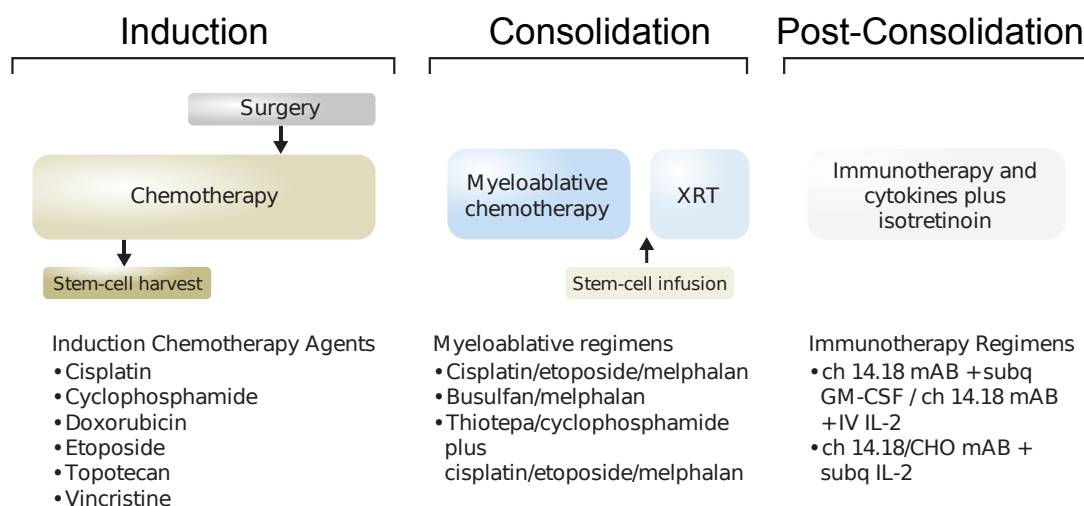 Induction
Consolidation
Post-Consolidation
Surgery
Chemotherapy
Stem-cell harvest
Myeloablative
chemotherapy
XRT
Stem-cell infusion
Immunotherapy and
cytokines plus
isotretinoin
Induction Chemotherapy Agents
•Cisplatin
•Cyclophosphamide
•Doxorubicin
•Etoposide
•Topotecan
•Vincristine
Myeloablative regimens
•Cisplatin/etoposide/melphalan
•Busulfan/melphalan
•Thiotepa/cyclophosphamide
plus
cisplatin/etoposide/melphalan
Immunotherapy Regimens
•ch 14.18 mAB +subq
GM-CSF / ch 14.18 mAB
+IV IL-2
•ch 14.18/CHO mAB +
subq IL-2